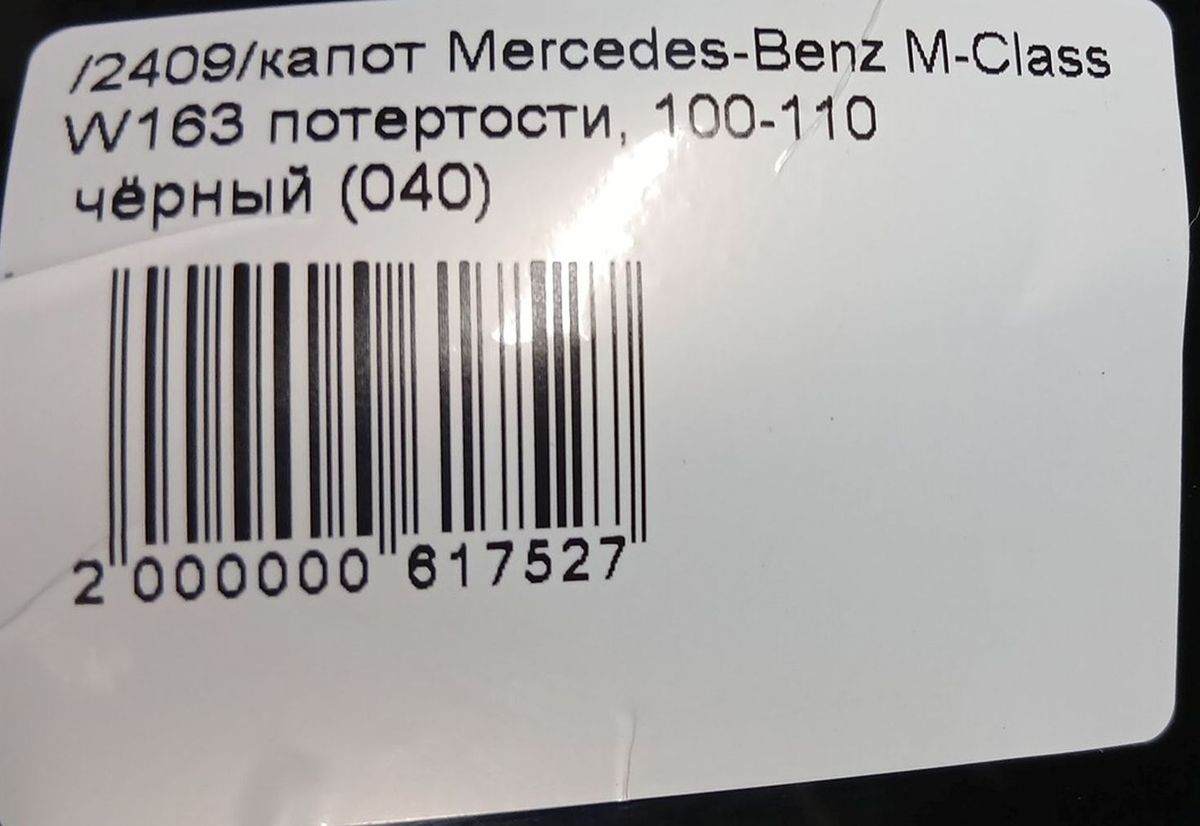 /2409/капот Mercedes-Benz M-Class
W163 потертости, 100-110
чёрный (040)
2 000000 617527